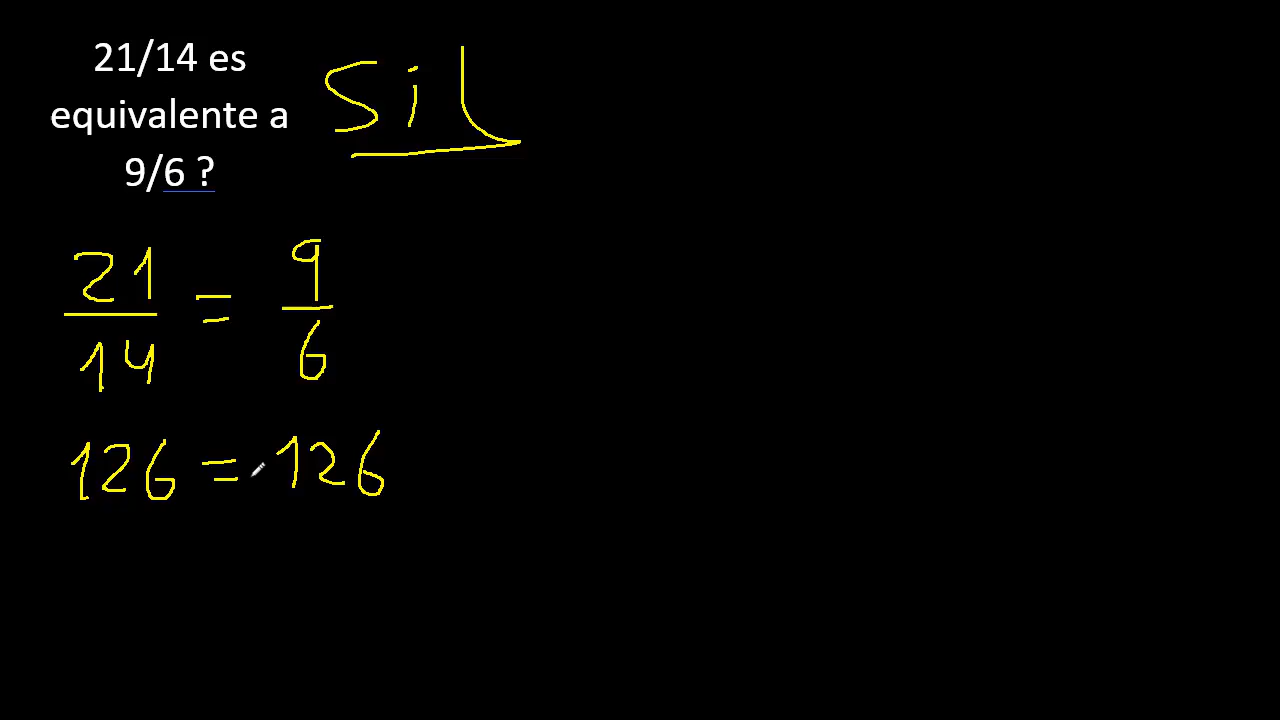 21/14 es
equivalente a
9/6 ?
Si
21/14 = 9/6
126 = 126